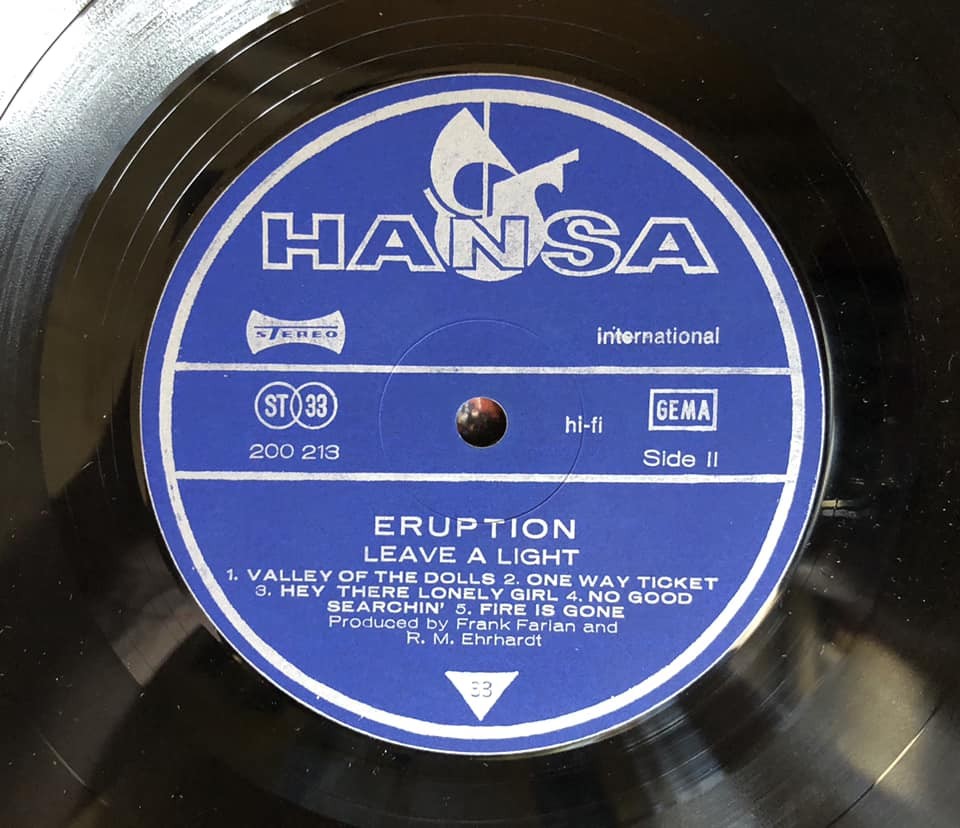 HANSA
STEREO
international
ST 33
GEMA
hi-fi
200 213
Side II
ERUPTION
LEAVE A LIGHT
1. VALLEY OF THE DOLLS 2. ONE WAY TICKET
3. HEY THERE LONELY GIRL 4. NO GOOD
SEARCHIN' 5. FIRE IS GONE
Produced by Frank Farian and
R. M. Ehrhardt
33